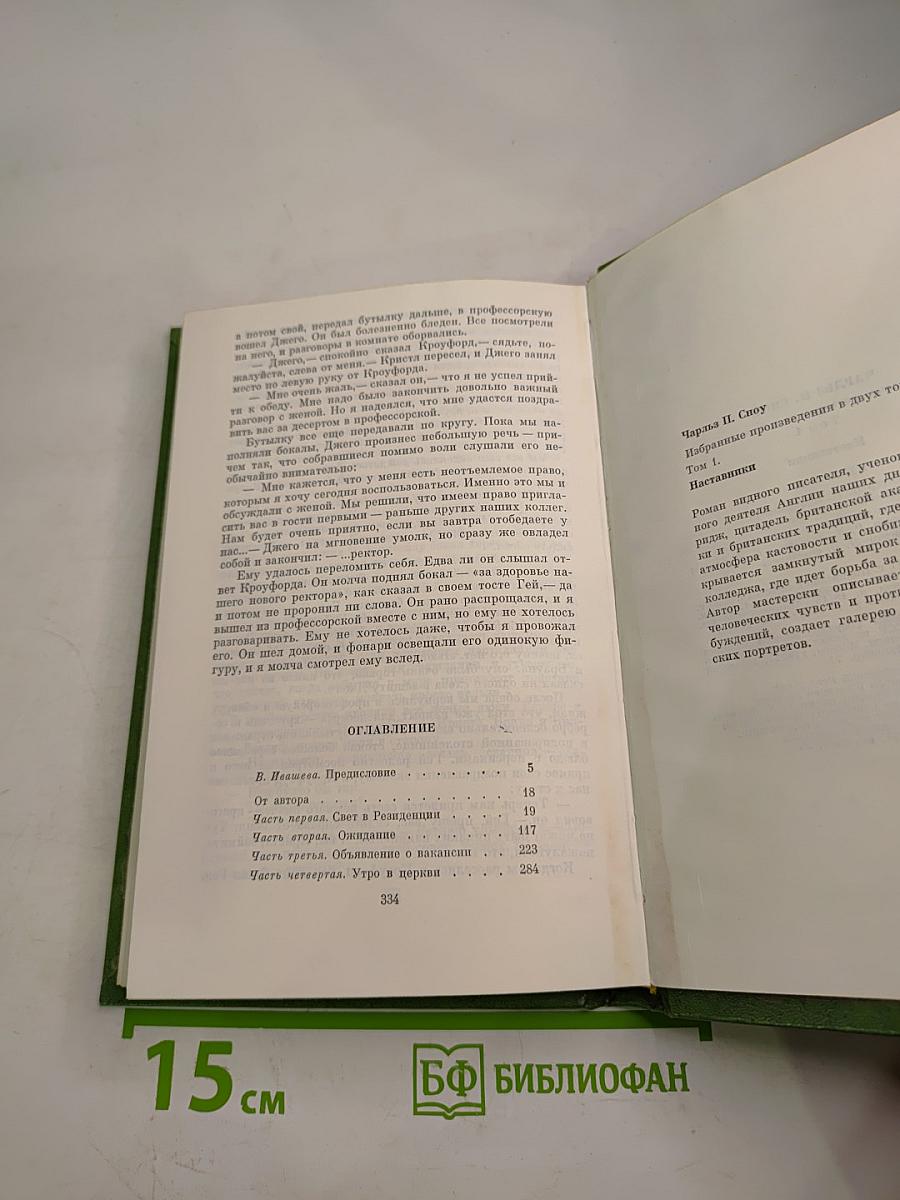 а потом свой, передал бутылку дальше, в профессорскую
вошел Джего. Он был болезненно бледен. Все посмотрели
на него, и разговоры в комнате оборвались.
— Джего,— спокойно сказал Кроуфорд,— сядьте, по-
жалуйста, слева от меня.— Кристл пересел, и Джего занял
место по левую руку от Кроуфорда.
— Мне очень жаль,— сказал он,— что я не успел прий-
ти к обеду. Мне надо было закончить довольно важный
разговор с женой. Но я надеялся, что мне удастся поздра-
вить вас за десертом в профессорской.
Бутылку все еще передавали по кругу. Пока мы на-
полняли бокалы, Джего произнес небольшую речь — при-
чем так, что собравшиеся помимо воли слушали его не-
обычайно внимательно:
— Мне кажется, что у меня есть неотъемлемое право,
которым я хочу сегодня воспользоваться. Именно это мы и
обсуждали с женой. Мы решили, что имеем право пригла-
сить вас в гости первыми — раньше других наших коллег.
Нам будет очень приятно, если вы завтра отобедаете у
нас...— Джего на мгновение умолк, но сразу же овладел
собой и закончил: — ...ректор.
Ему удалось переломить себя. Едва ли он слышал от-
вет Кроуфорда. Он молча поднял бокал — «за здоровье на-
шего нового ректора», как сказал в своем тосте Гей,— да
и потом не проронил ни слова. Он рано распрощался, и я
вышел из профессорской вместе с ним, но ему не хотелось
разговаривать. Ему не хотелось даже, чтобы я провожал
его. Он шел домой, и фонари освещали его одинокую фи-
гуру, и я молча смотрел ему вслед.
ОГЛАВЛЕНИЕ
В. Ивашева. Предисловие . . . . . . . 5
От автора . . . . . . . . . . . . . 18
Часть первая. Свет в Резиденции . . . . 19
Часть вторая. Ожидание . . . . . . . 117
Часть третья. Объявление о вакансии . . 223
Часть четвертая. Утро в церкви . . . . 284
334
Чарльз П. Сноу
Избранные произведения в двух то
Том 1.
Наставники
Роман видного писателя, учено
ного деятеля Англии наших дн
ридж, цитадель британской ака
ки и британских традиций, где
атмосфера кастовости и снобиз
крывается замкнутый мирок
колледжа, где идет борьба за
Автор мастерски описывает
человеческих чувств и проти
буждений, создает галерею
ских портретов.
15 см
БФ БИБЛИОФАН